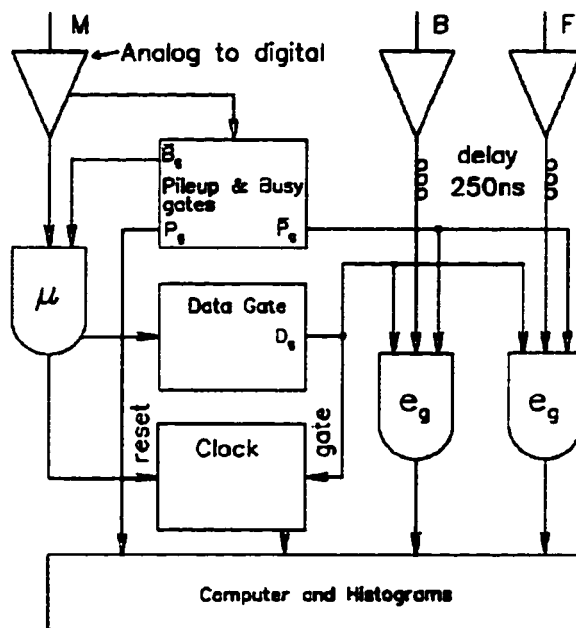 M B F
Analog to digital
B̄g
Pileup & Busy
gates
Pg P̄g
delay
250ns
μ
Data Gate
Dg
eg eg
reset
gate
Clock
Computer and Histograms